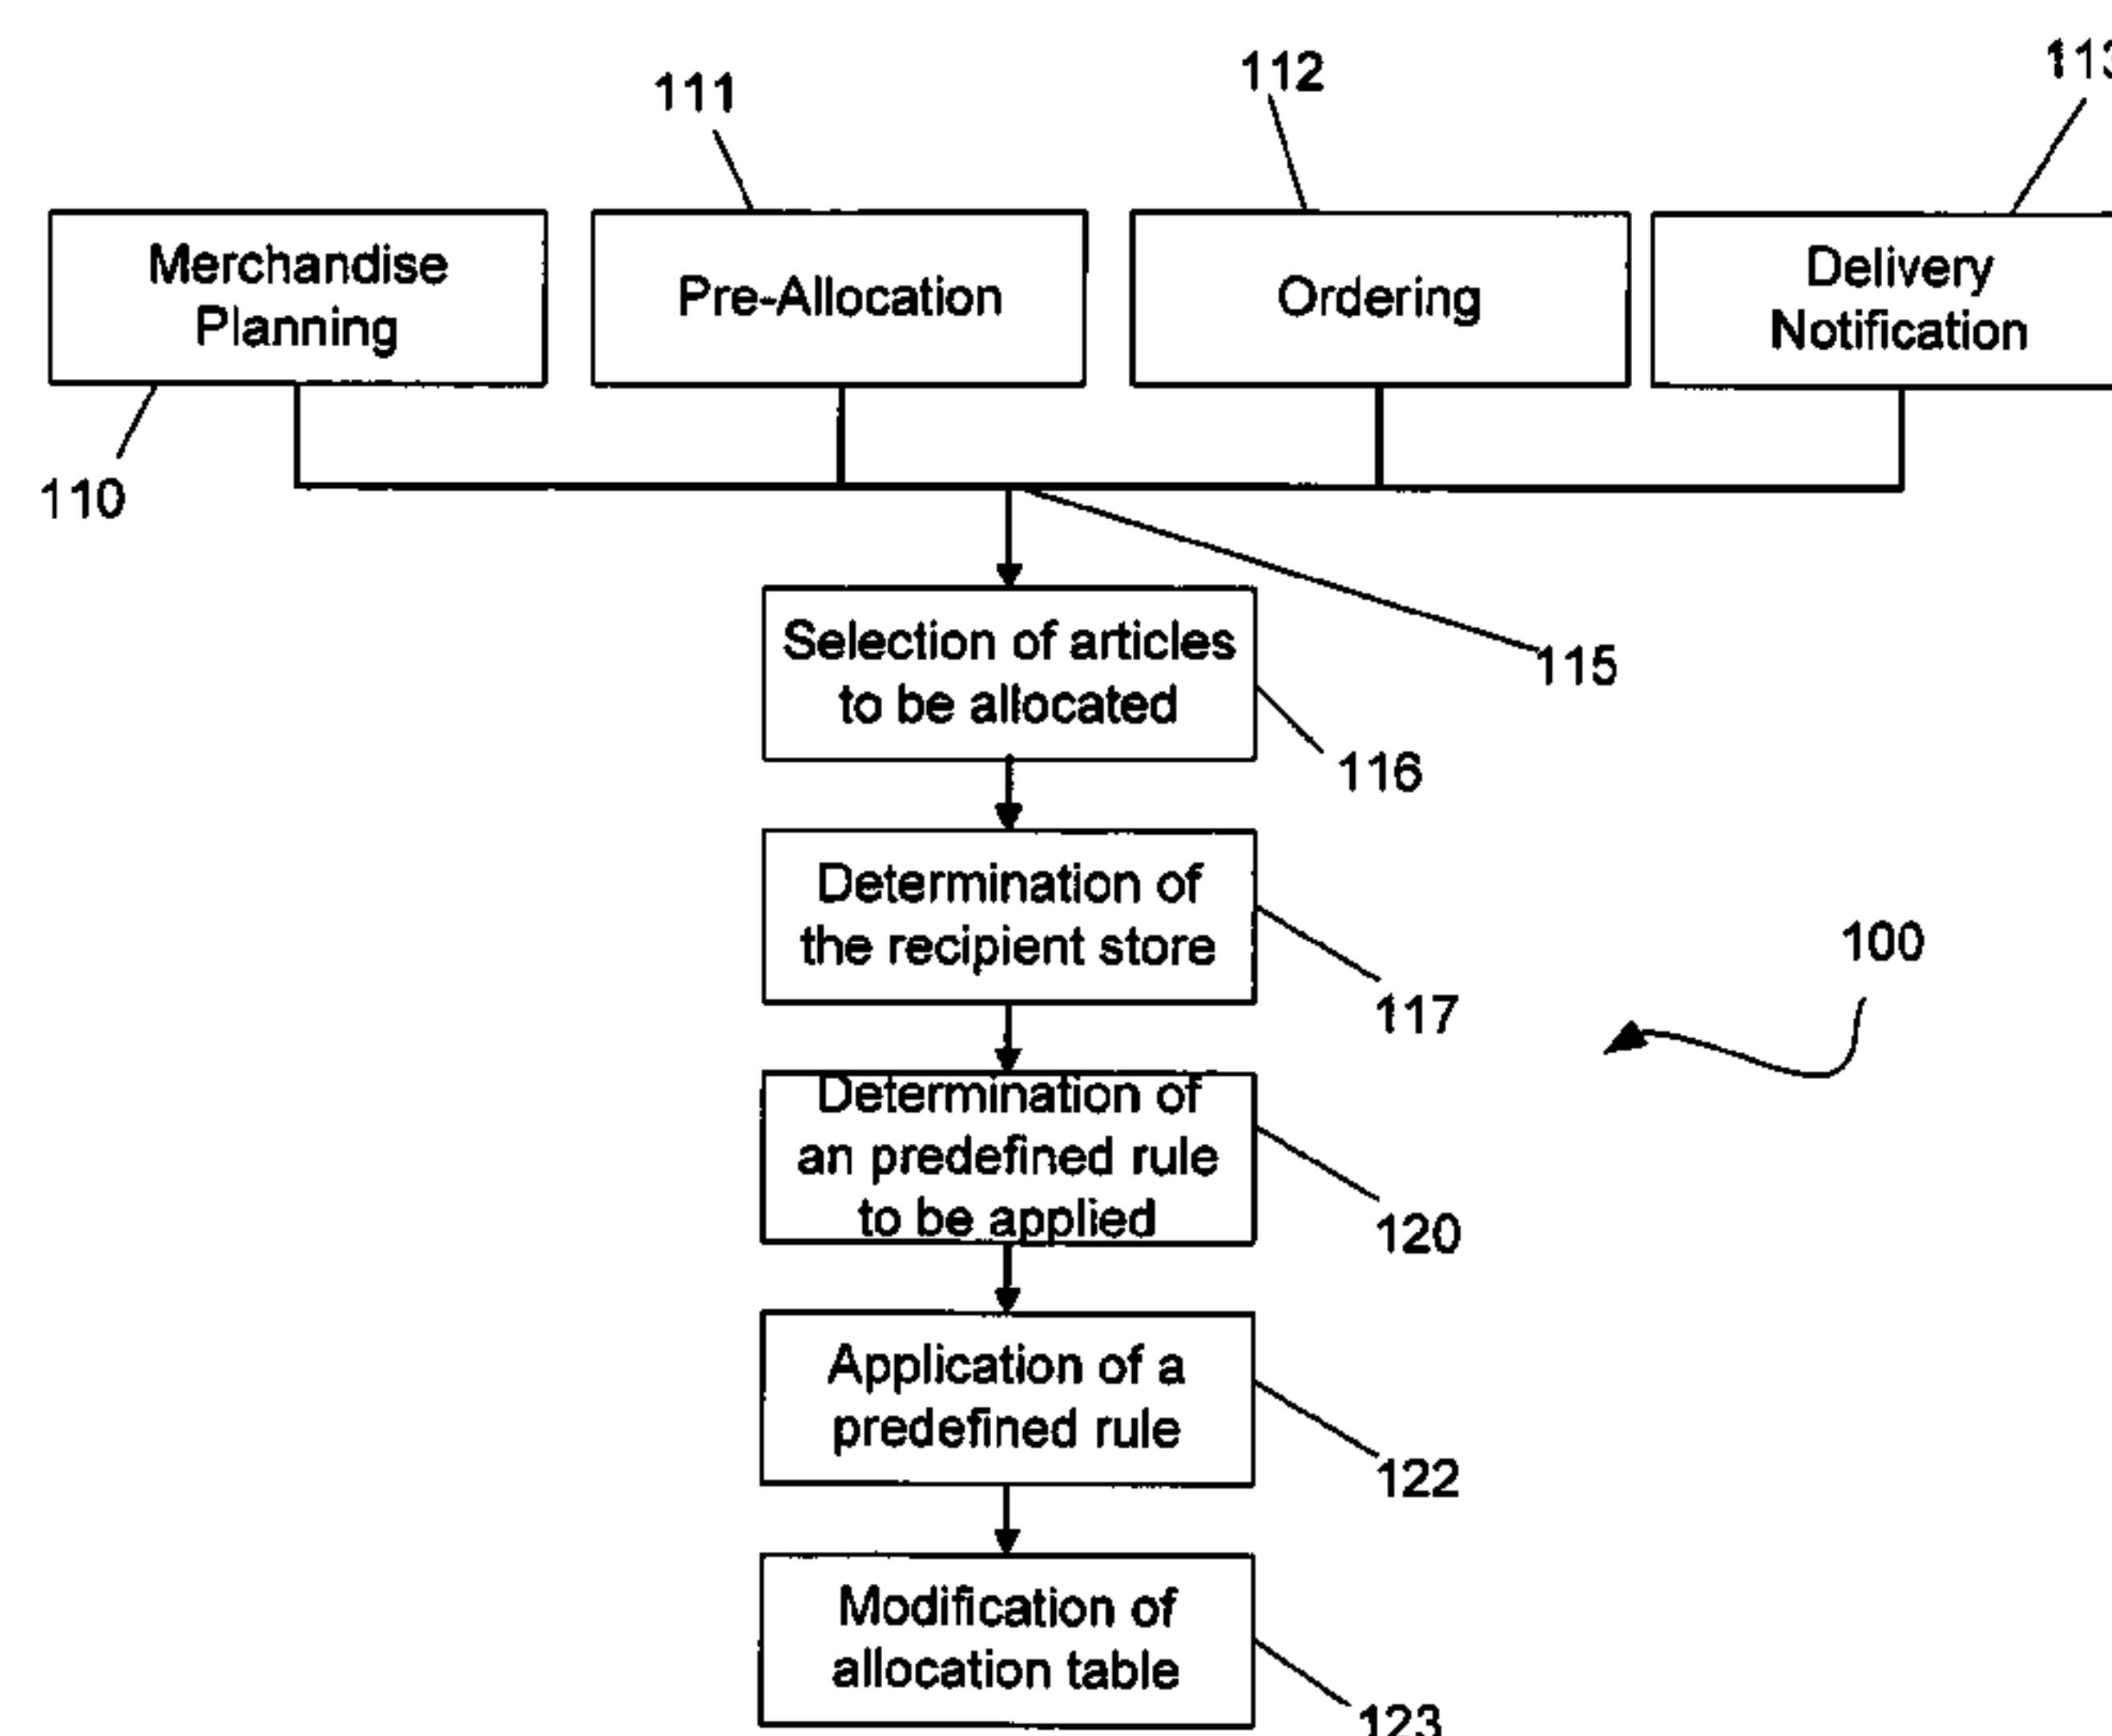 111
112
113
Merchandise
Planning
Pre-Allocation
Ordering
Delivery
Notification
110
Selection of articles
to be allocated
115
116
Determination of
the recipient store
117
100
Determination of
an predefined rule
to be applied
120
Application of a
predefined rule
122
Modification of
allocation table
123